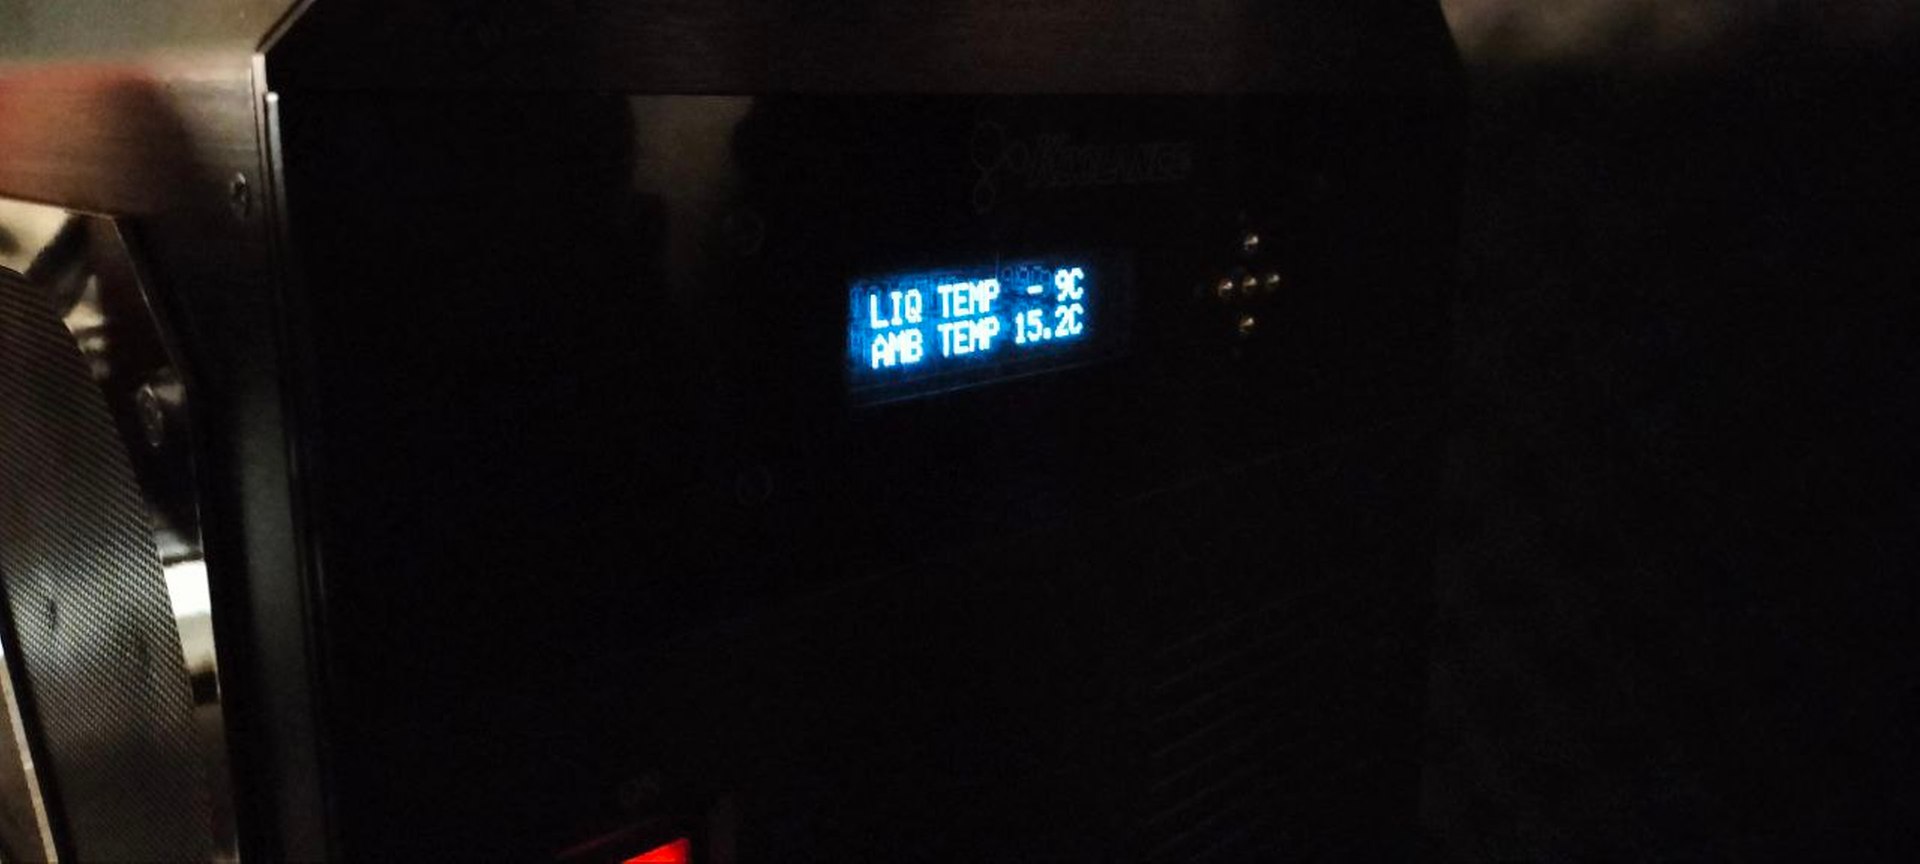 LIQ TEMP - 9C
AMB TEMP 15.2C